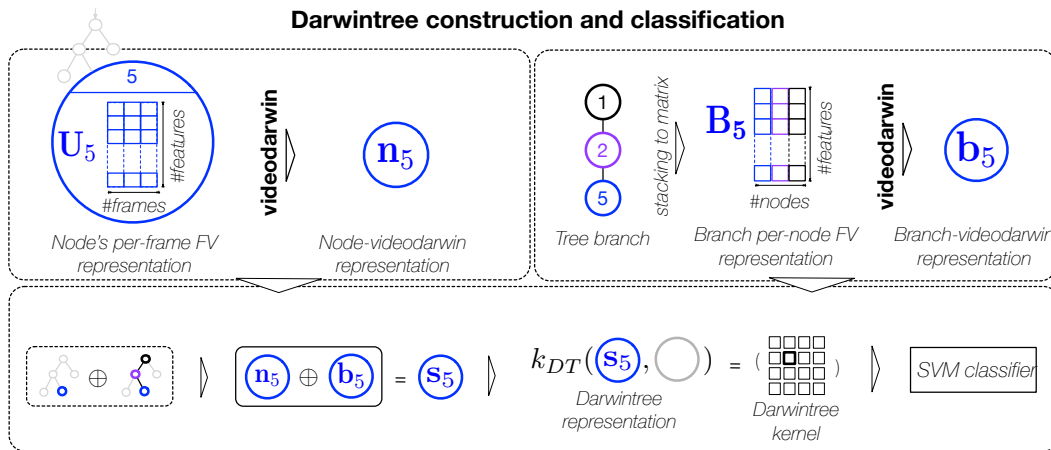 Darwintree construction and classification
5
U5
#features
#frames
Node's per-frame FV
representation
videodarwin
n5
Node-videodarwin
representation
1
2
5
Tree branch
stacking to matrix
B5
#features
#nodes
Branch per-node FV
representation
videodarwin
b5
Branch-videodarwin
representation
⊕
n5 ⊕ b5 = s5
kDT(s5, ) = ( )
Darwintree
representation
Darwintree
kernel
SVM classifier